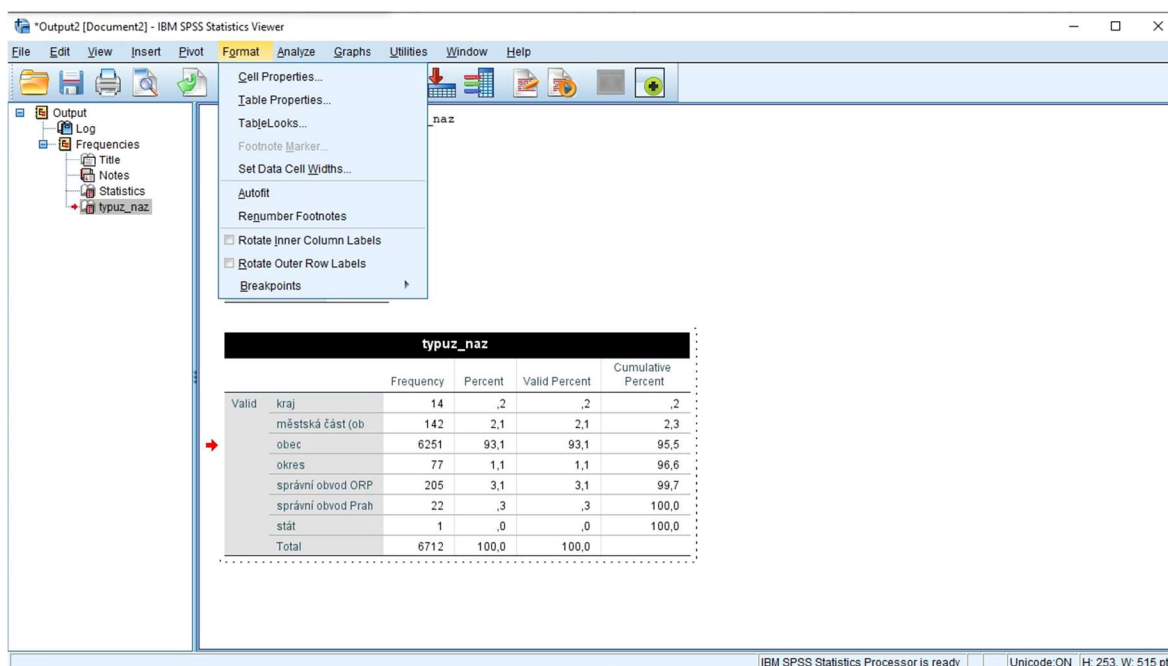 *Output2 [Document2] - IBM SPSS Statistics Viewer
File Edit View Insert Pivot Format Analyze Graphs Utilities Window Help
Cell Properties...
Table Properties...
TableLooks...
Footnote Marker...
Set Data Cell Widths...
Autofit
Renumber Footnotes
Rotate Inner Column Labels
Rotate Outer Row Labels
Breakpoints
Output
Log
Frequencies
Title
Notes
Statistics
typuz_naz
_naz
typuz_naz
Frequency Percent Valid Percent Cumulative
Percent
Valid kraj 14 ,2 ,2 ,2
městská část (ob 142 2,1 2,1 2,3
obec 6251 93,1 93,1 95,5
okres 77 1,1 1,1 96,6
správní obvod ORP 205 3,1 3,1 99,7
správní obvod Prah 22 ,3 ,3 100,0
stát 1 ,0 ,0 100,0
Total 6712 100,0 100,0
IBM SPSS Statistics Processor is ready Unicode:ON H: 253, W: 515 pt